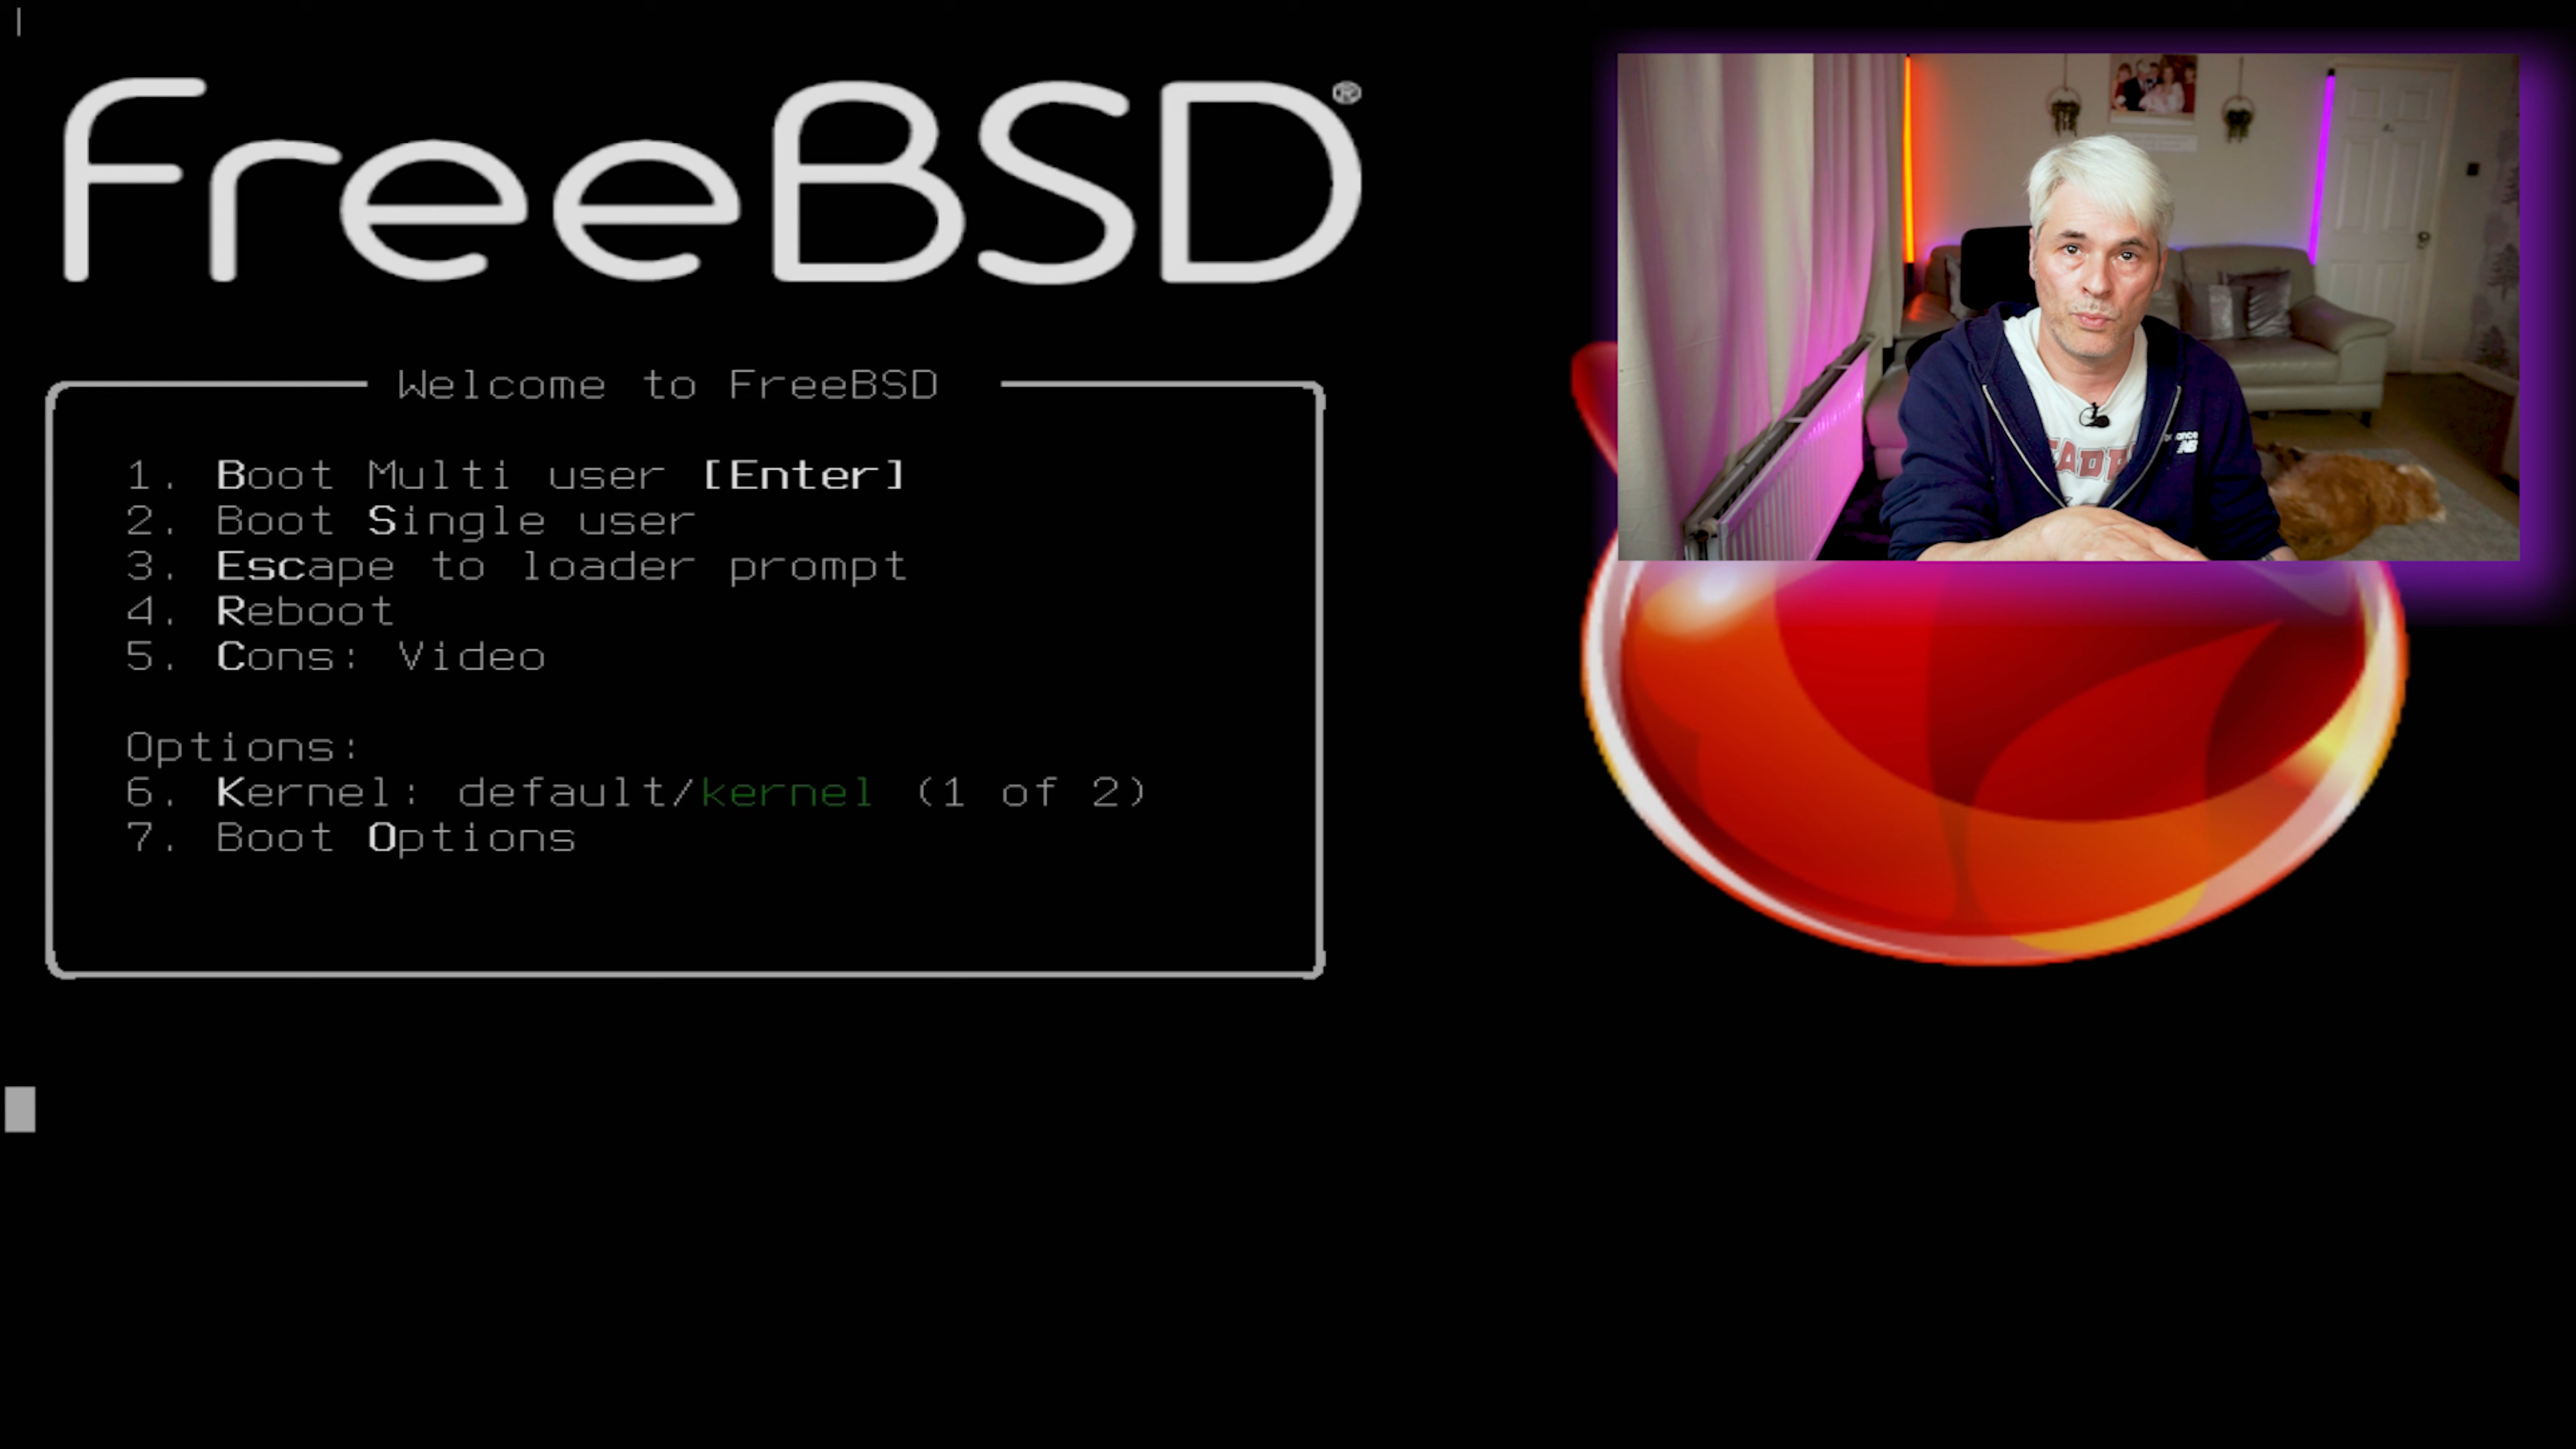 FreeBSD®
Welcome to FreeBSD
1. Boot Multi user [Enter]
2. Boot Single user
3. Escape to loader prompt
4. Reboot
5. Cons: Video
Options:
6. Kernel: default/kernel (1 of 2)
7. Boot Options
NB